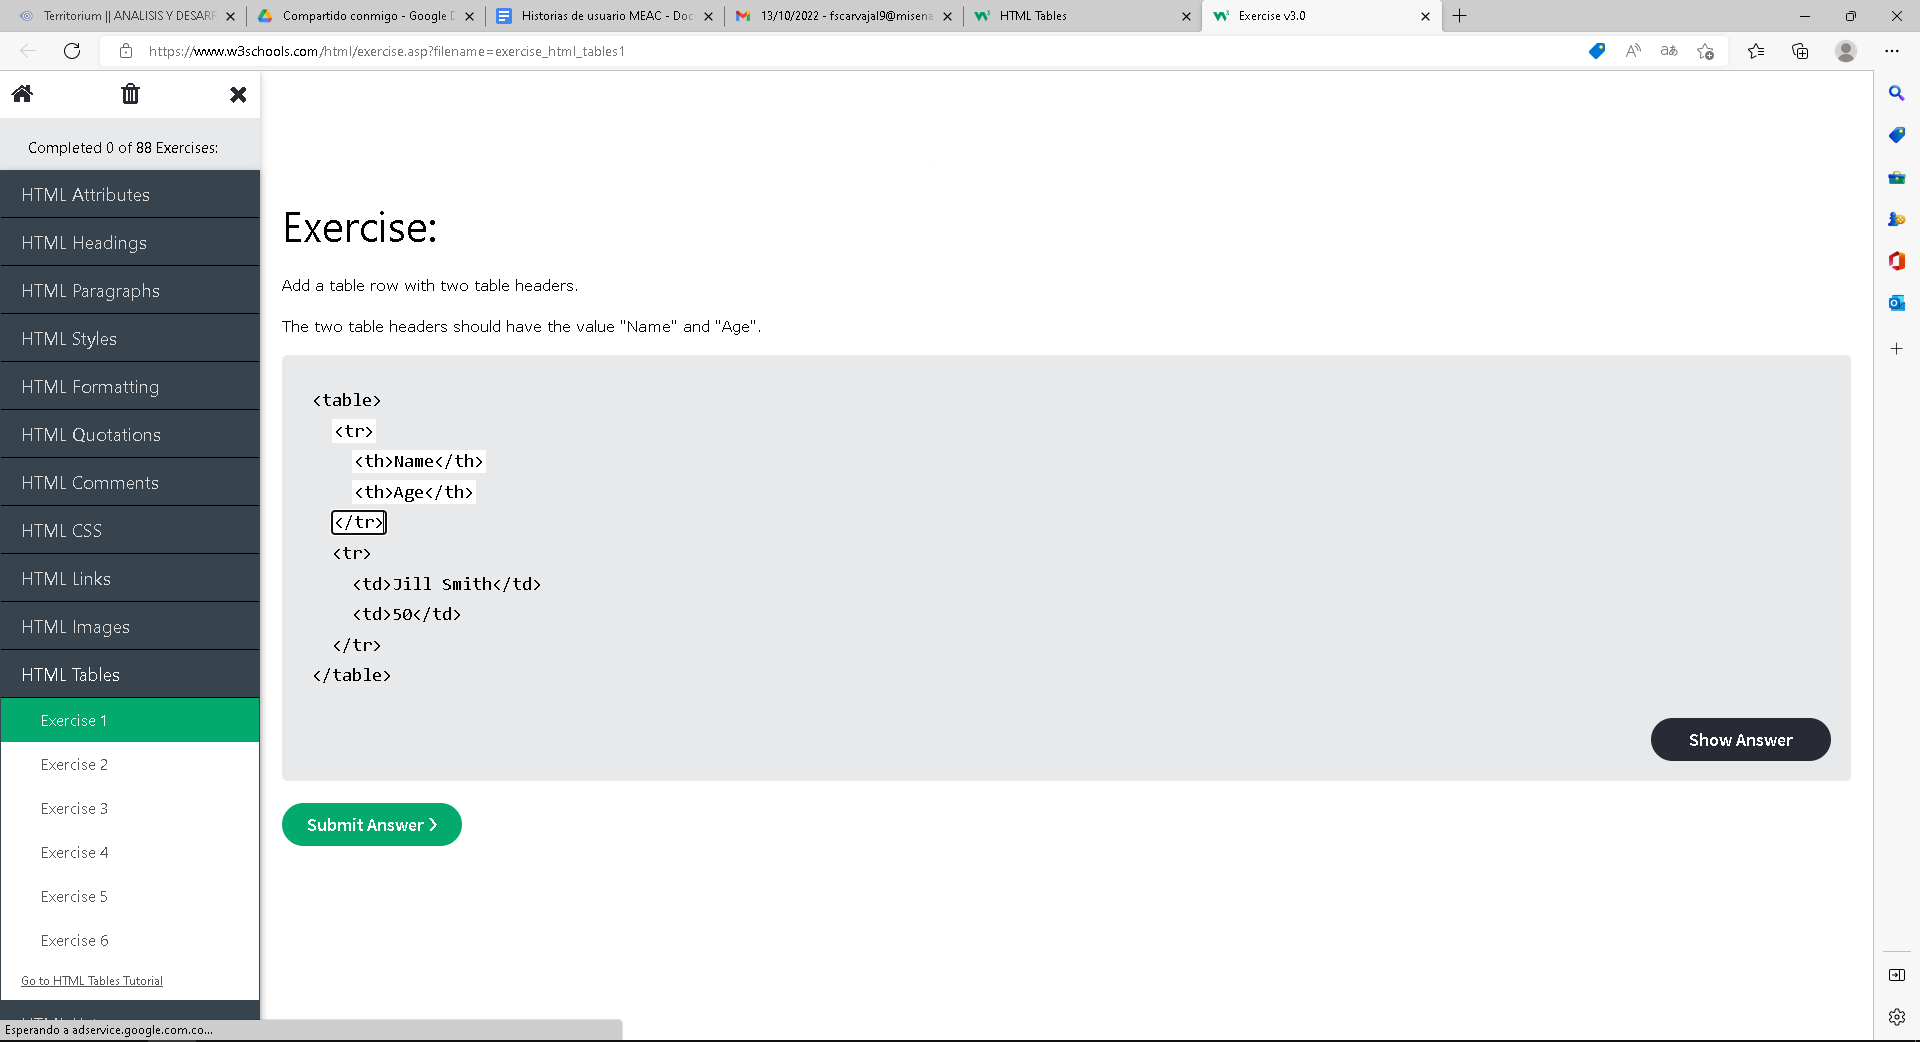 Territorium || ANALISIS Y DESARR
Compartido conmigo - Google D
Historias de usuario MEAC - Doc
13/10/2022 - fscarvajal9@misena
HTML Tables
Exercise v3.0
https://www.w3schools.com/html/exercise.asp?filename=exercise_html_tables1
Completed 0 of 88 Exercises:
HTML Attributes
HTML Headings
HTML Paragraphs
HTML Styles
HTML Formatting
HTML Quotations
HTML Comments
HTML CSS
HTML Links
HTML Images
HTML Tables
Exercise 1
Exercise 2
Exercise 3
Exercise 4
Exercise 5
Exercise 6
Go to HTML Tables Tutorial
Esperando a adservice.google.com.co...
Exercise:
Add a table row with two table headers.
The two table headers should have the value "Name" and "Age".
<table>
<tr>
<th>Name</th>
<th>Age</th>
</tr>
<tr>
<td>Jill Smith</td>
<td>50</td>
</tr>
</table>
Show Answer
Submit Answer ❯